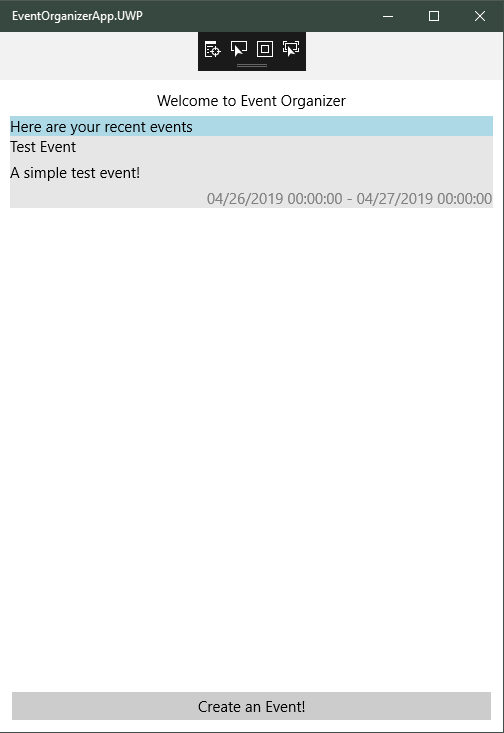 EventOrganizerApp.UWP
Welcome to Event Organizer
Here are your recent events
Test Event
A simple test event!
04/26/2019 00:00:00 - 04/27/2019 00:00:00
Create an Event!